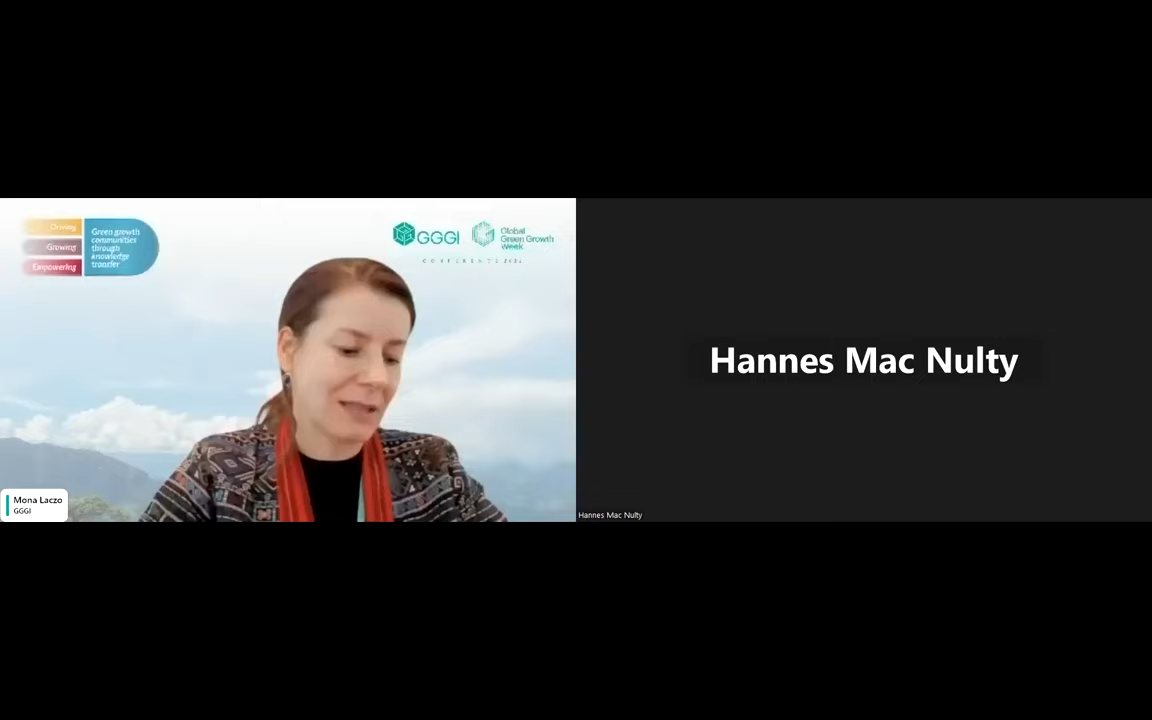 Driving
Growing
Empowering
Green growth
communities
through
knowledge
transfer
GGGI
Global
Green Growth
Week
Mona Laczo
GGGI
Hannes Mac Nulty
Hannes Mac Nulty